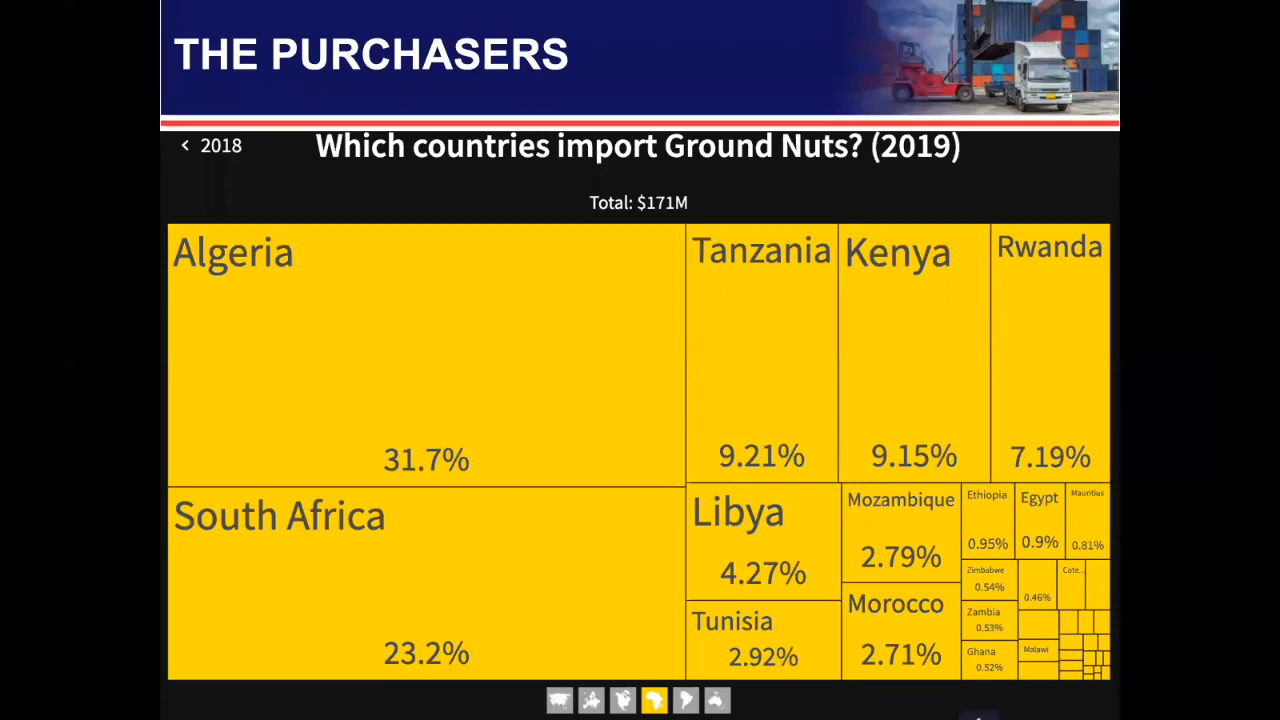 THE PURCHASERS
< 2018
Which countries import Ground Nuts? (2019)
Total: $171M
Algeria
31.7%
South Africa
23.2%
Tanzania
9.21%
Kenya
9.15%
Rwanda
7.19%
Libya
4.27%
Tunisia
2.92%
Mozambique
2.79%
Morocco
2.71%
Ethiopia
0.95%
Egypt
0.9%
Mauritius
0.81%
Zimbabwe
0.54%
Zambia
0.53%
Ghana
0.52%
0.46%
Cote...
Malawi